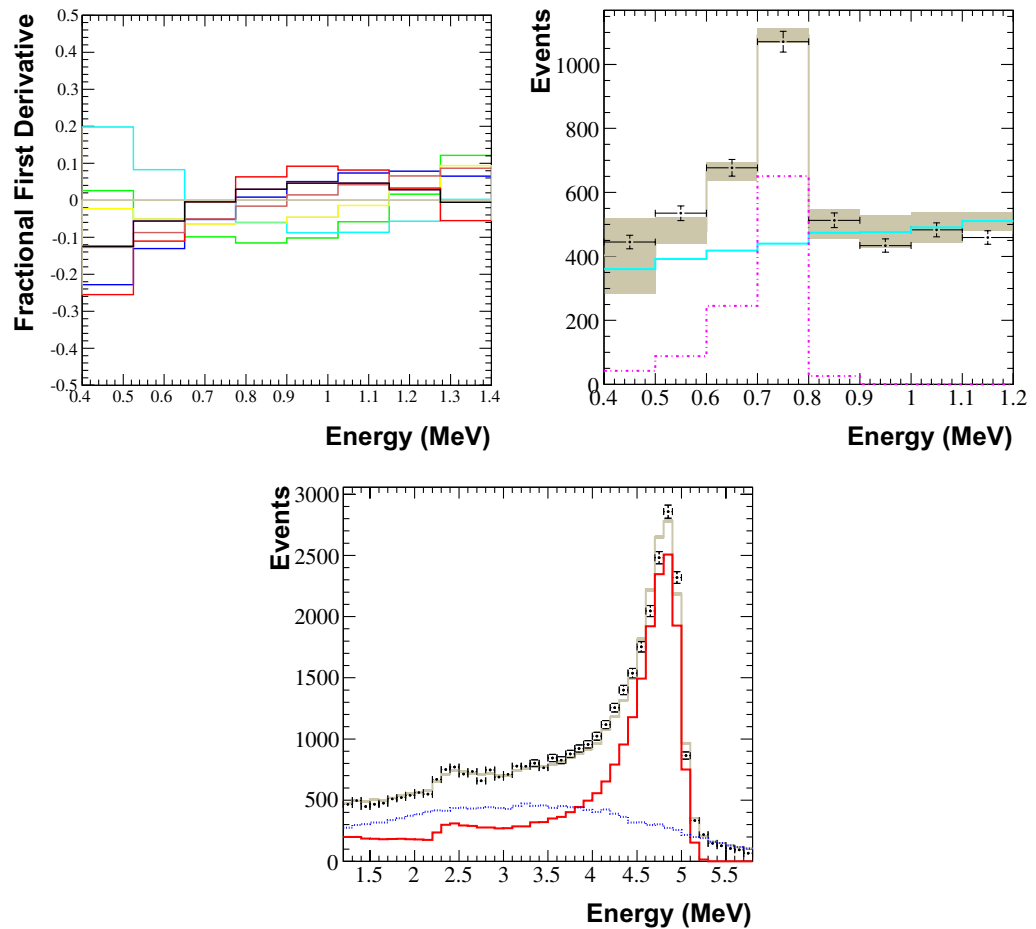 Fractional First Derivative
0.5
0.4
0.3
0.2
0.1
0
-0.1
-0.2
-0.3
-0.4
-0.5
0.4 0.5 0.6 0.7 0.8 0.9 1 1.1 1.2 1.3 1.4
Energy (MeV)
Events
1000
800
600
400
200
0
0.4 0.5 0.6 0.7 0.8 0.9 1 1.1 1.2
Energy (MeV)
Events
3000
2500
2000
1500
1000
500
0
1.5 2 2.5 3 3.5 4 4.5 5 5.5
Energy (MeV)